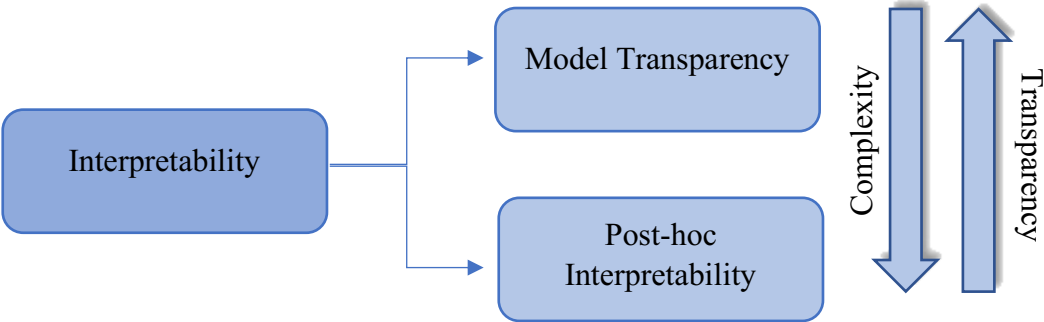 Model Transparency
Interpretability
Post-hoc
Interpretability
Complexity
Transparency